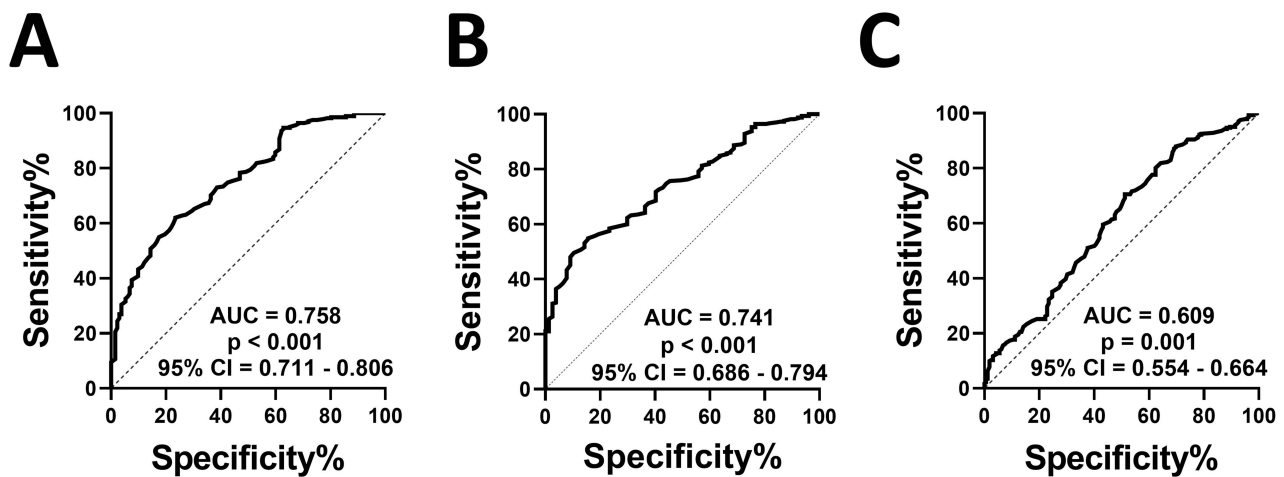 A
Sensitivity%
100
80
60
40
20
0
AUC = 0.758
p < 0.001
95% CI = 0.711 - 0.806
0 20 40 60 80 100
Specificity%
B
Sensitivity%
100
80
60
40
20
0
AUC = 0.741
p < 0.001
95% CI = 0.686 - 0.794
0 20 40 60 80 100
Specificity%
C
Sensitivity%
100
80
60
40
20
0
AUC = 0.609
p = 0.001
95% CI = 0.554 - 0.664
0 20 40 60 80 100
Specificity%